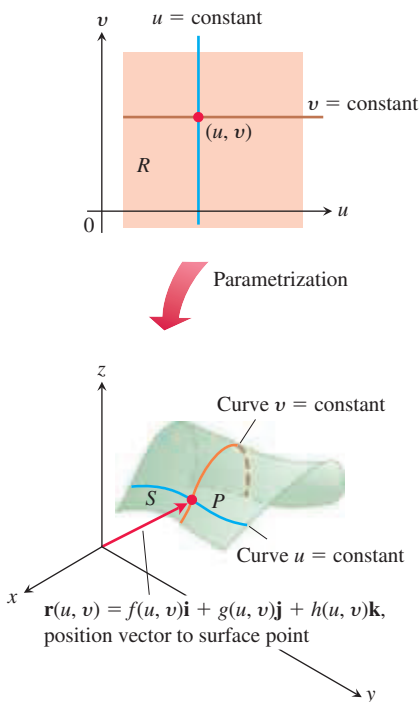 υ
u = constant
υ = constant
(u, υ)
R
0
u
Parametrization
z
Curve υ = constant
S
P
Curve u = constant
x
r(u, υ) = f(u, υ)i + g(u, υ)j + h(u, υ)k,
position vector to surface point
y